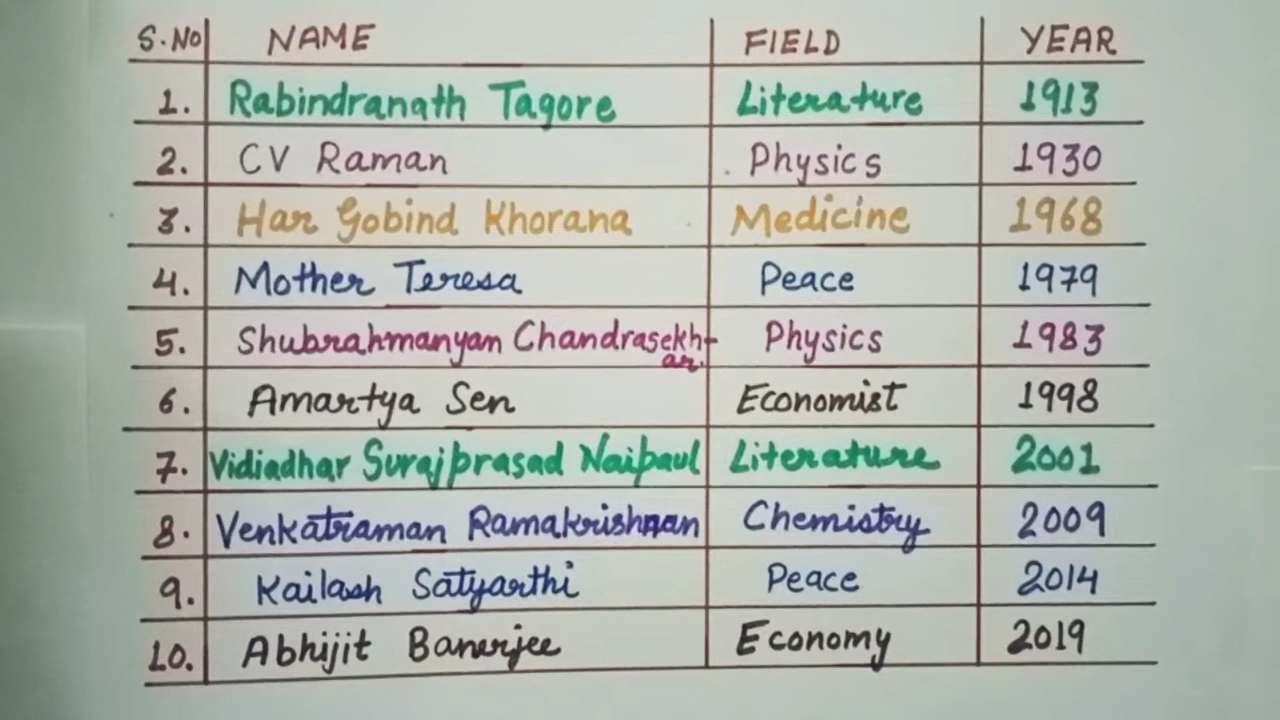 S.No NAME FIELD YEAR
1. Rabindranath Tagore Literature 1913
2. CV Raman Physics 1930
3. Har Gobind Khorana Medicine 1968
4. Mother Teresa Peace 1979
5. Shubrahmanyan Chandrasekh- Physics 1983
ar.
6. Amartya Sen Economist 1998
7. Vidiadhar Surajprasad Naipaul Literature 2001
8. Venkatraman Ramakrishnan Chemistry 2009
9. Kailash Satyarthi Peace 2014
10. Abhijit Banerjee Economy 2019